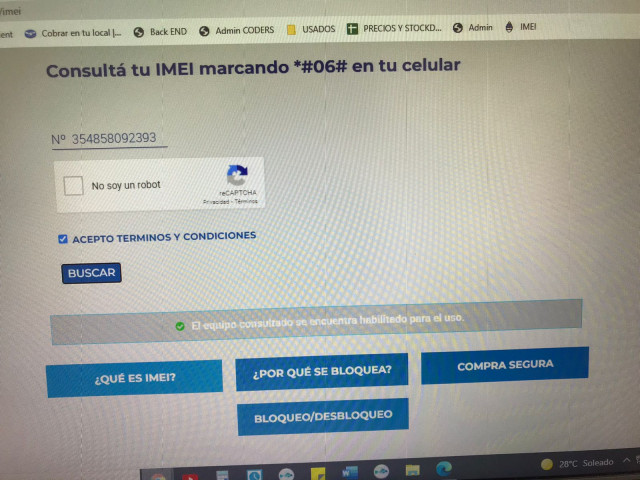 /imei
ent Cobrar en tu local |... Back END Admin CODERS USADOS PRECIOS Y STOCKD... Admin IMEI
Consultá tu IMEI marcando *#06# en tu celular
Nº 354858092393
No soy un robot
reCAPTCHA
Privacidad - Términos
ACEPTO TERMINOS Y CONDICIONES
BUSCAR
El equipo consultado se encuentra habilitado para el uso.
¿QUÉ ES IMEI? ¿POR QUÉ SE BLOQUEA? COMPRA SEGURA
BLOQUEO/DESBLOQUEO
28°C Soleado